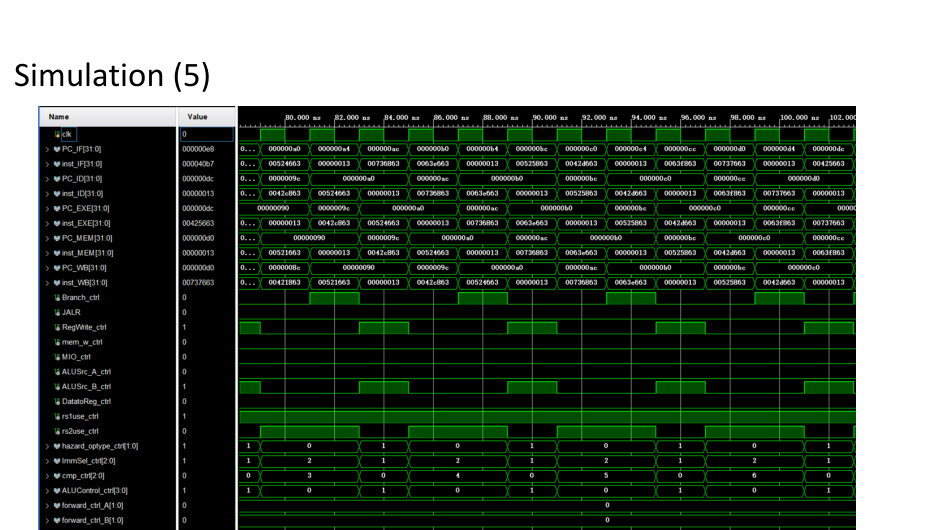 Simulation (5)
Name Value 80.000 ns 82.000 ns 84.000 ns 86.000 ns 88.000 ns 90.000 ns 92.000 ns 94.000 ns 96.000 ns 98.000 ns 100.000 ns 102.000
clk 0
PC_IF[31:0] 000000e8 0... 000000a0 000000a4 000000ac 000000b0 000000b4 000000bc 000000c0 000000c4 000000cc 000000d0 000000d4 000000dc
inst_IF[31:0] 000040b7 0... 00524663 00000013 00736863 0063e663 00000013 00525863 0042d663 00000013 0063f863 00737663 00000013 00425663
PC_ID[31:0] 000000dc 0... 0000009c 000000a0 000000ac 000000b0 000000bc 000000c0 000000cc 000000d0
inst_ID[31:0] 00000013 0... 0042c863 00524663 00000013 00736863 0063e663 00000013 00525863 0042d663 00000013 0063f863 00737663 00000013
PC_EXE[31:0] 000000dc 00000090 0000009c 000000a0 000000ac 000000b0 000000bc 000000c0 000000cc 0000
inst_EXE[31:0] 00425663 0... 00000013 0042c863 00524663 00000013 00736863 0063e663 00000013 00525863 0042d663 00000013 0063f863 00737663
PC_MEM[31:0] 000000d0 0... 00000090 0000009c 000000a0 000000ac 000000b0 000000bc 000000c0 000000cc
inst_MEM[31:0] 00000013 0... 00521663 00000013 0042c863 00524663 00000013 00736863 0063e663 00000013 00525863 0042d663 00000013 0063f863
PC_WB[31:0] 000000d0 0... 0000008c 00000090 0000009c 000000a0 000000ac 000000b0 000000bc 000000c0
inst_WB[31:0] 00737663 0... 00421863 00521663 00000013 0042c863 00524663 00000013 00736863 0063e663 00000013 00525863 0042d663 00000013
Branch_ctrl 0
JALR 0
RegWrite_ctrl 1
mem_w_ctrl 0
MIO_ctrl 0
ALUSrc_A_ctrl 0
ALUSrc_B_ctrl 1
DatatoReg_ctrl 0
rs1use_ctrl 1
rs2use_ctrl 0
hazard_optype_ctrl[1:0] 1 1 0 1 0 1 0 1 0 1
ImmSel_ctrl[2:0] 1 1 2 1 2 1 2 1 2 1
cmp_ctrl[2:0] 0 0 3 0 4 0 5 0 6 0
ALUControl_ctrl[3:0] 1 1 0 1 0 1 0 1 0 1
forward_ctrl_A[1:0] 0 0
forward_ctrl_B[1:0] 0 0